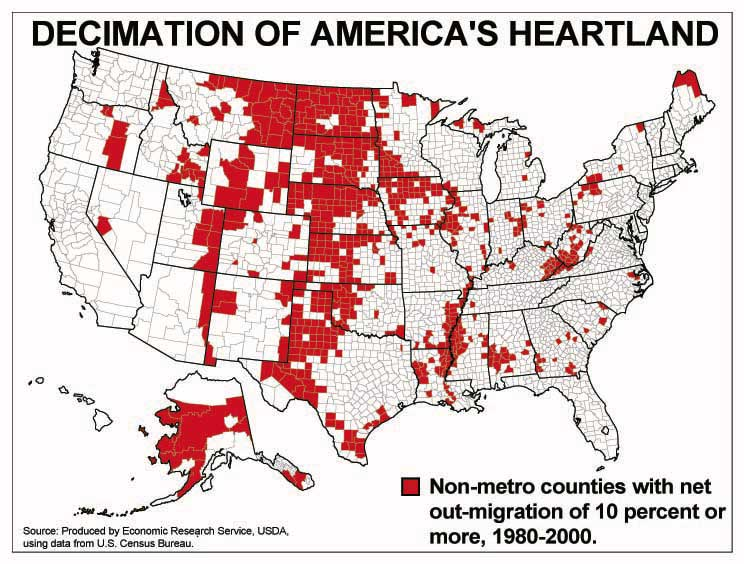 DECIMATION OF AMERICA'S HEARTLAND
Non-metro counties with net
out-migration of 10 percent or
more, 1980-2000.
Source: Produced by Economic Research Service, USDA,
using data from U.S. Census Bureau.